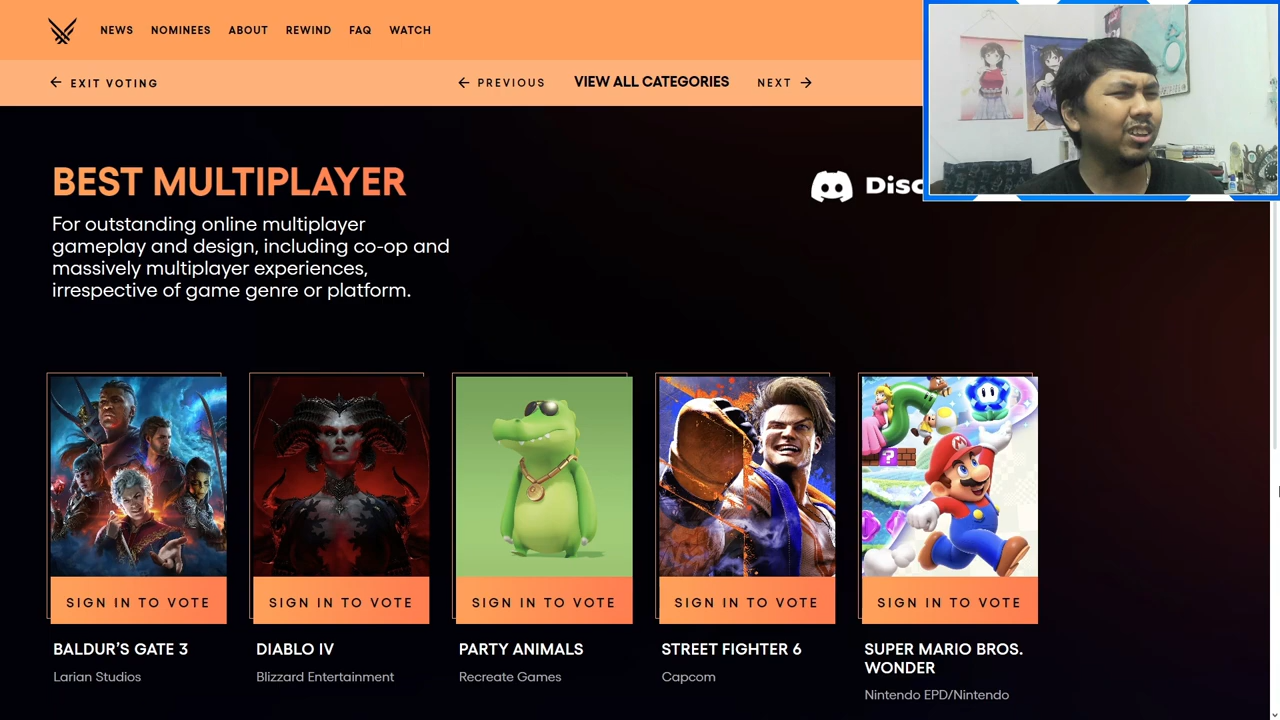 NEWS NOMINEES ABOUT REWIND FAQ WATCH
EXIT VOTING
PREVIOUS VIEW ALL CATEGORIES NEXT
BEST MULTIPLAYER
For outstanding online multiplayer
gameplay and design, including co-op and
massively multiplayer experiences,
irrespective of game genre or platform.
Disc
SIGN IN TO VOTE SIGN IN TO VOTE SIGN IN TO VOTE SIGN IN TO VOTE SIGN IN TO VOTE
BALDUR'S GATE 3
Larian Studios
DIABLO IV
Blizzard Entertainment
PARTY ANIMALS
Recreate Games
STREET FIGHTER 6
Capcom
SUPER MARIO BROS.
WONDER
Nintendo EPD/Nintendo